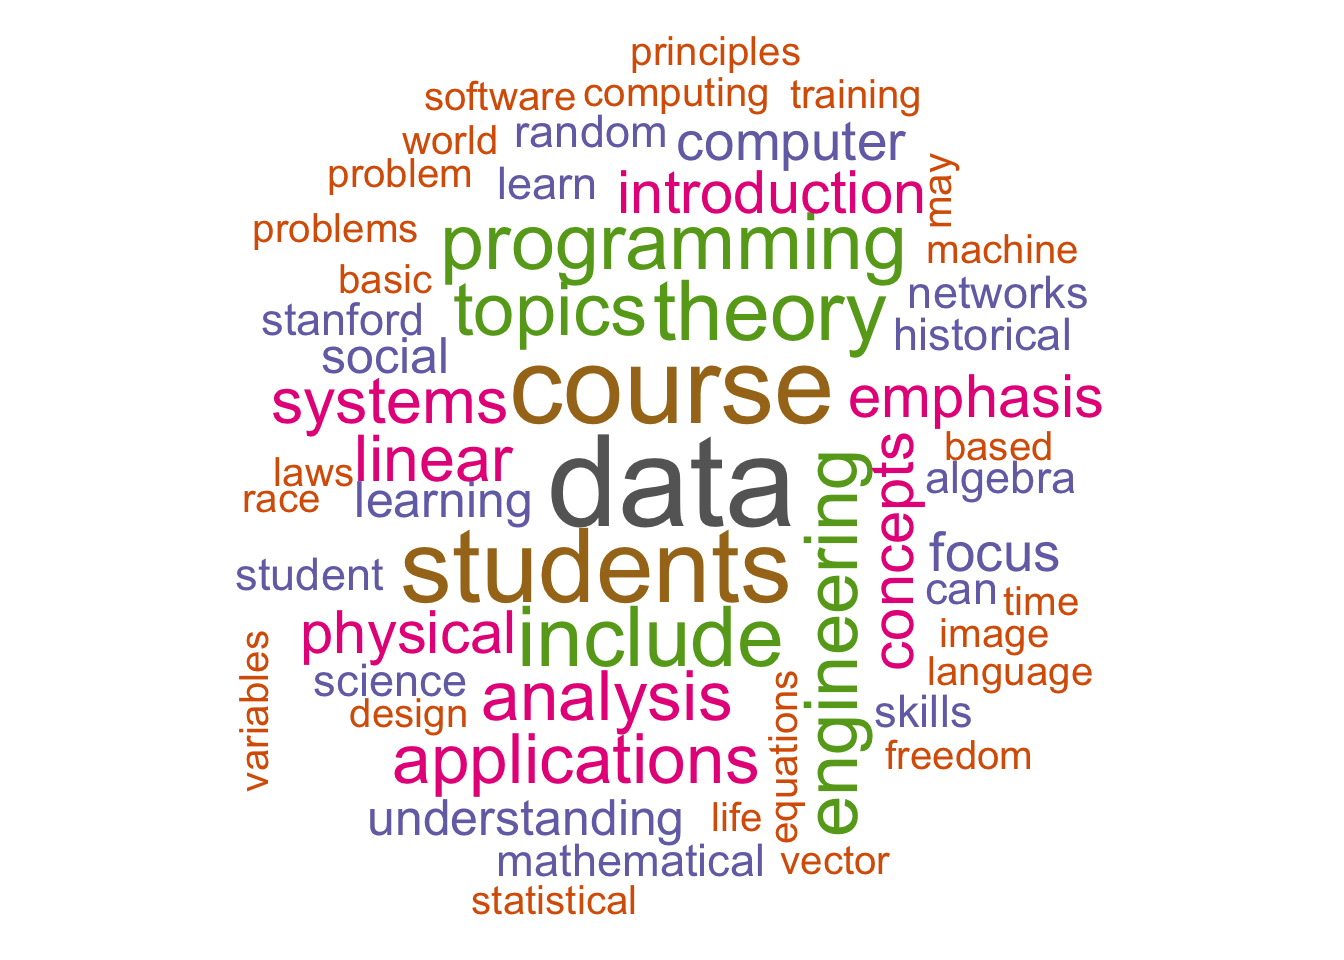 principles
software computing training
world random computer
problem learn introduction may
problems programming machine
basic topics theory networks
stanford historical
social
systems course emphasis
linear data based
laws algebra
race learning engineering concepts
student students focus
can time
physical include image
science language
variables design analysis equations skills
applications freedom
understanding life
mathematical vector
statistical